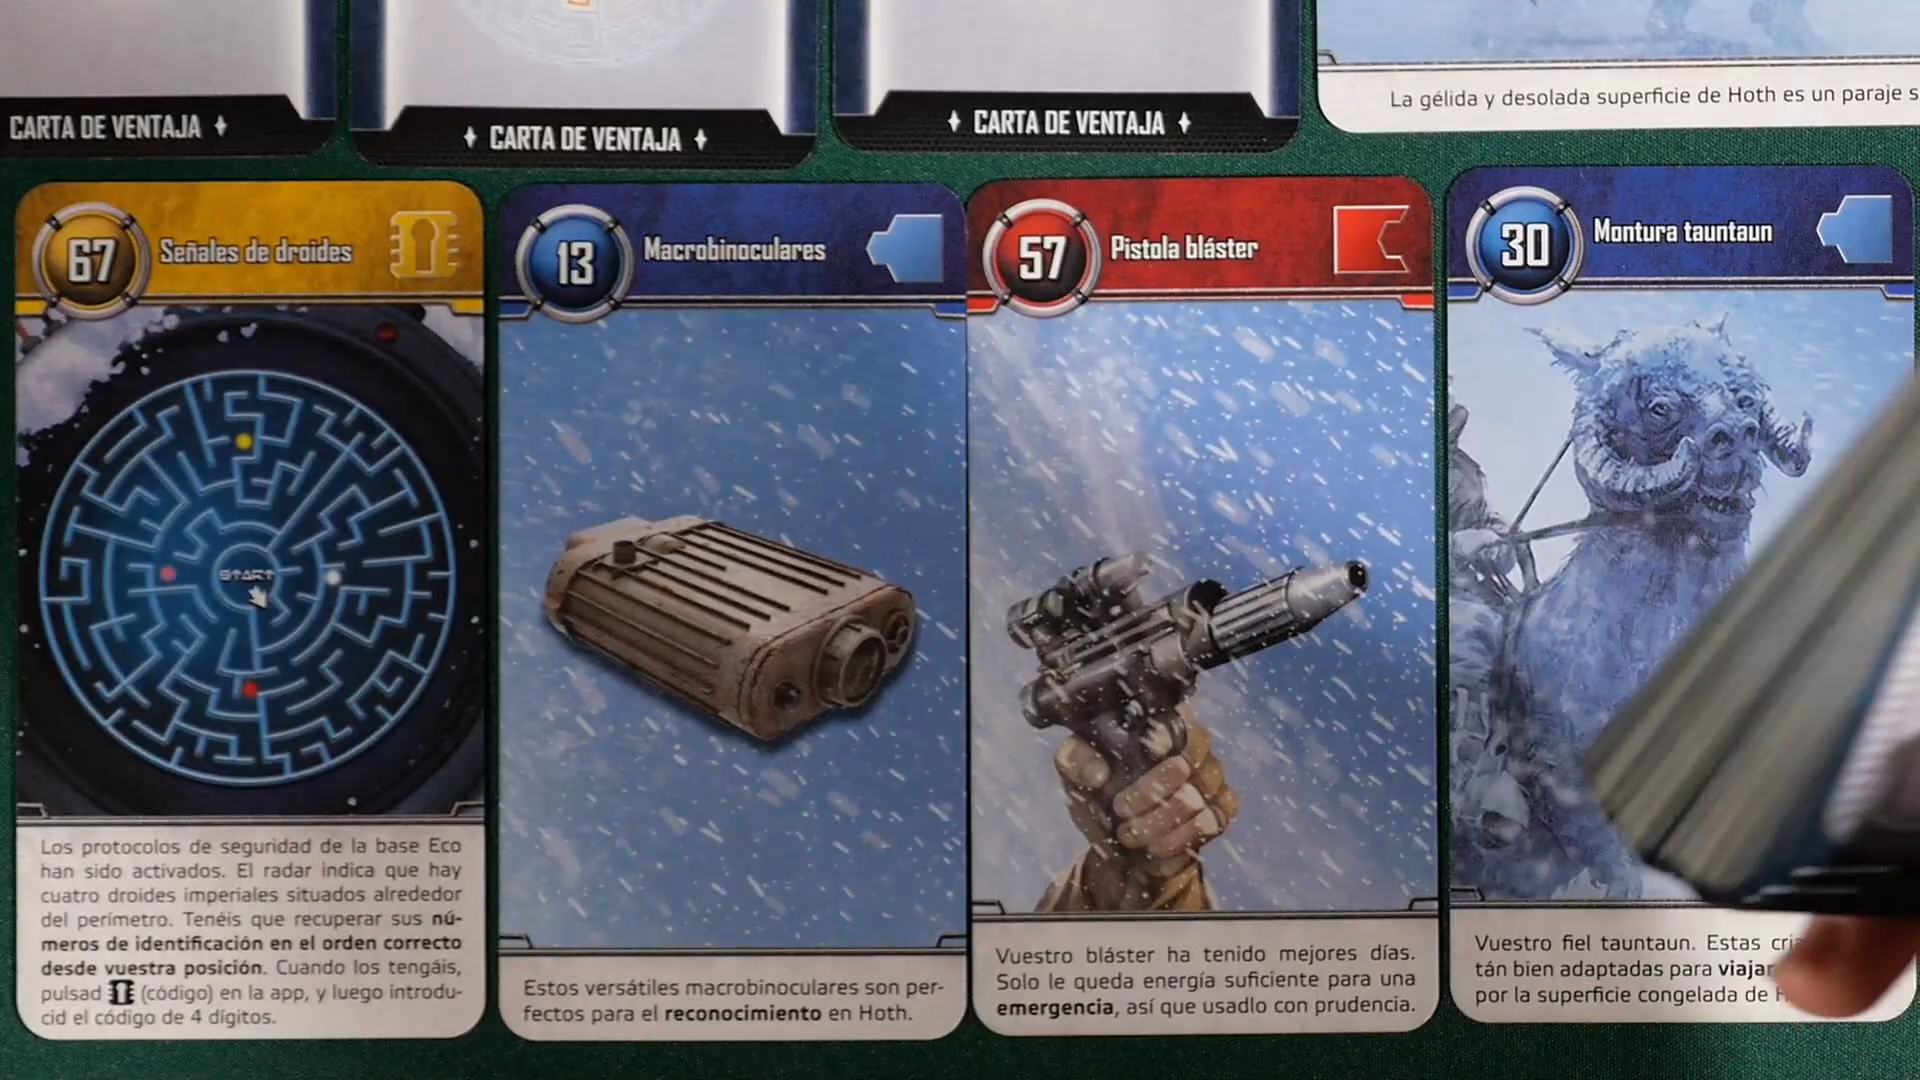 CARTA DE VENTAJA
CARTA DE VENTAJA
CARTA DE VENTAJA
La gélida y desolada superficie de Hoth es un paraje s
67
Señales de droides
START
Los protocolos de seguridad de la base Eco
han sido activados. El radar indica que hay
cuatro droides imperiales situados alrededor
del perímetro. Tenéis que recuperar sus nú-
meros de identificación en el orden correcto
desde vuestra posición. Cuando los tengáis,
pulsad (código) en la app, y luego introdu-
cid el código de 4 dígitos.
13
Macrobinoculares
Estos versátiles macrobinoculares son per-
fectos para el reconocimiento en Hoth.
57
Pistola bláster
Vuestro bláster ha tenido mejores días.
Solo le queda energía suficiente para una
emergencia, así que usadlo con prudencia.
30
Montura tauntaun
Vuestro fiel tauntaun. Estas cri
tán bien adaptadas para viajar
por la superficie congelada de H